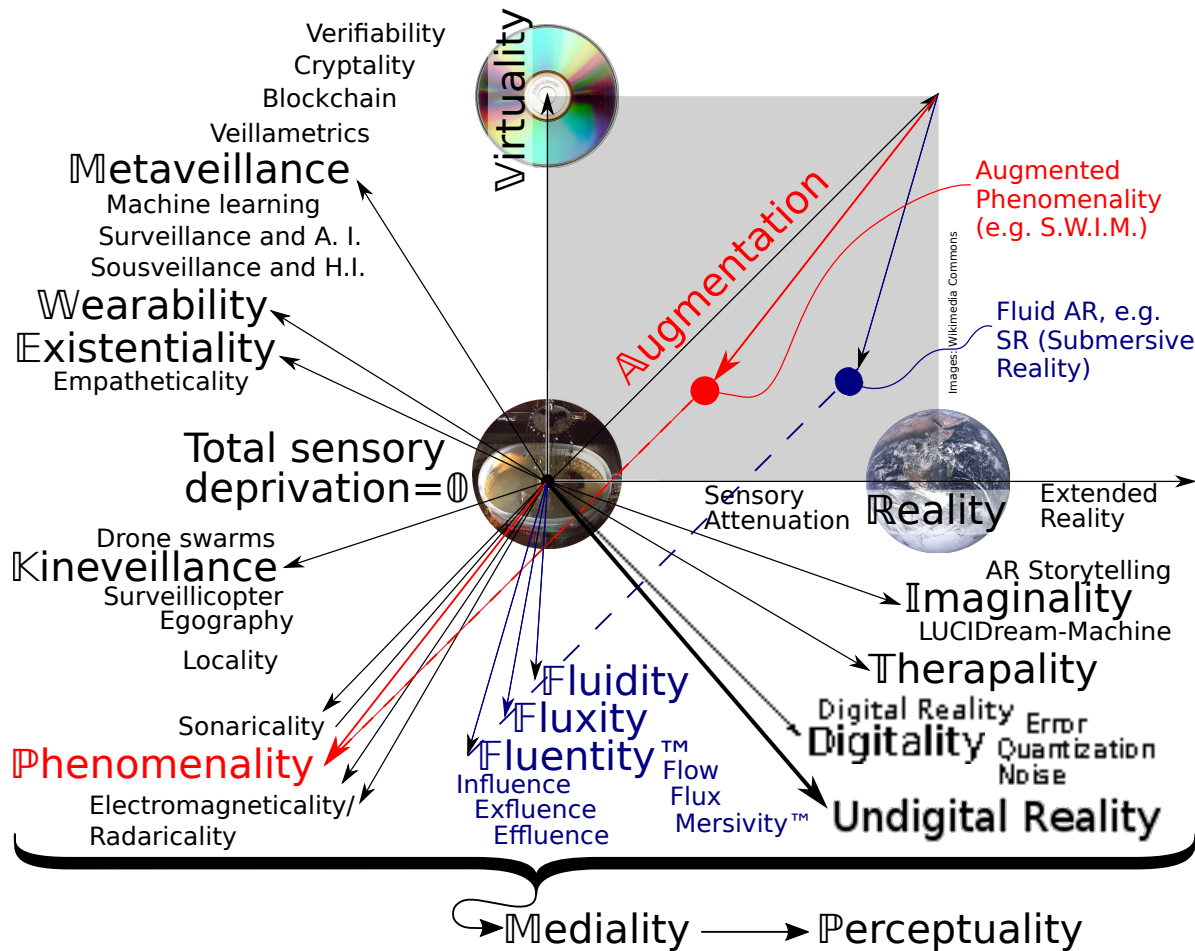 Verifiability
Cryptality
Blockchain
Veillametrics
𝕄etaveillance
Machine learning
Surveillance and A. I.
Sousveillance and H.I.
𝕎earability
𝔼xistentiality
Empatheticality
𝕍irtuality
𝔸ugmentation
Augmented
Phenomenality
(e.g. S.W.I.M.)
Images: Wikimedia Commons
Fluid AR, e.g.
SR (Submersive
Reality)
Total sensory
deprivation=𝟘
Sensory
Attenuation
ℝeality
Extended
Reality
Drone swarms
𝕂ineveillance
Surveillicopter
Egography
Locality
Sonaricality
ℙhenomenality
Electromagneticality/
Radaricality
𝔽luidity
𝔽luxity
𝔽luentity™
Influence
Exfluence
Effluence
Flow
Flux
Mersivity™
AR Storytelling
𝕀maginality
LUCIDream-Machine
𝕋herapality
Digital Reality
Digitality
Error
Quantization
Noise
Undigital Reality
𝕄ediality
ℙerceptuality